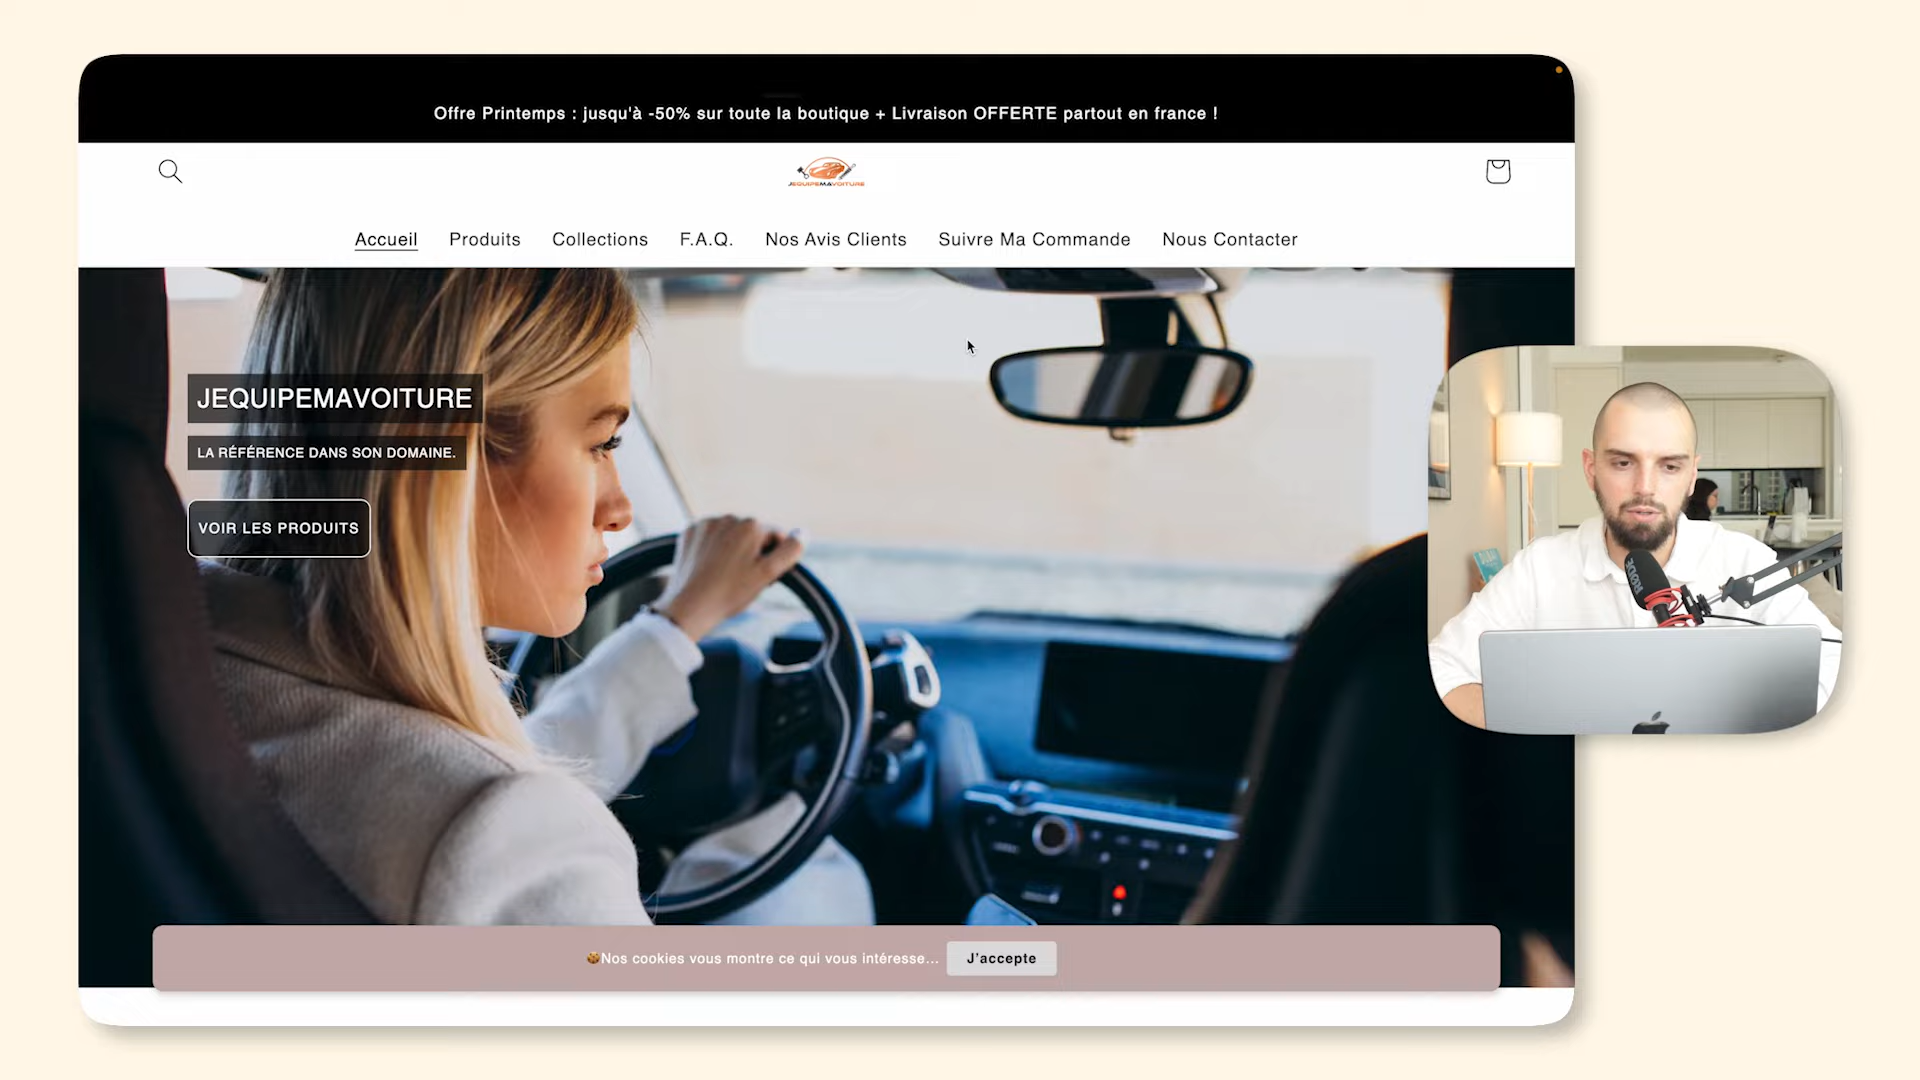 Offre Printemps : jusqu'à -50% sur toute la boutique + Livraison OFFERTE partout en france !
JEQUIPEMAVOITURE
Accueil Produits Collections F.A.Q. Nos Avis Clients Suivre Ma Commande Nous Contacter
JEQUIPEMAVOITURE
LA RÉFÉRENCE DANS SON DOMAINE.
VOIR LES PRODUITS
RØDE
🍪Nos cookies vous montre ce qui vous intéresse... J'accepte